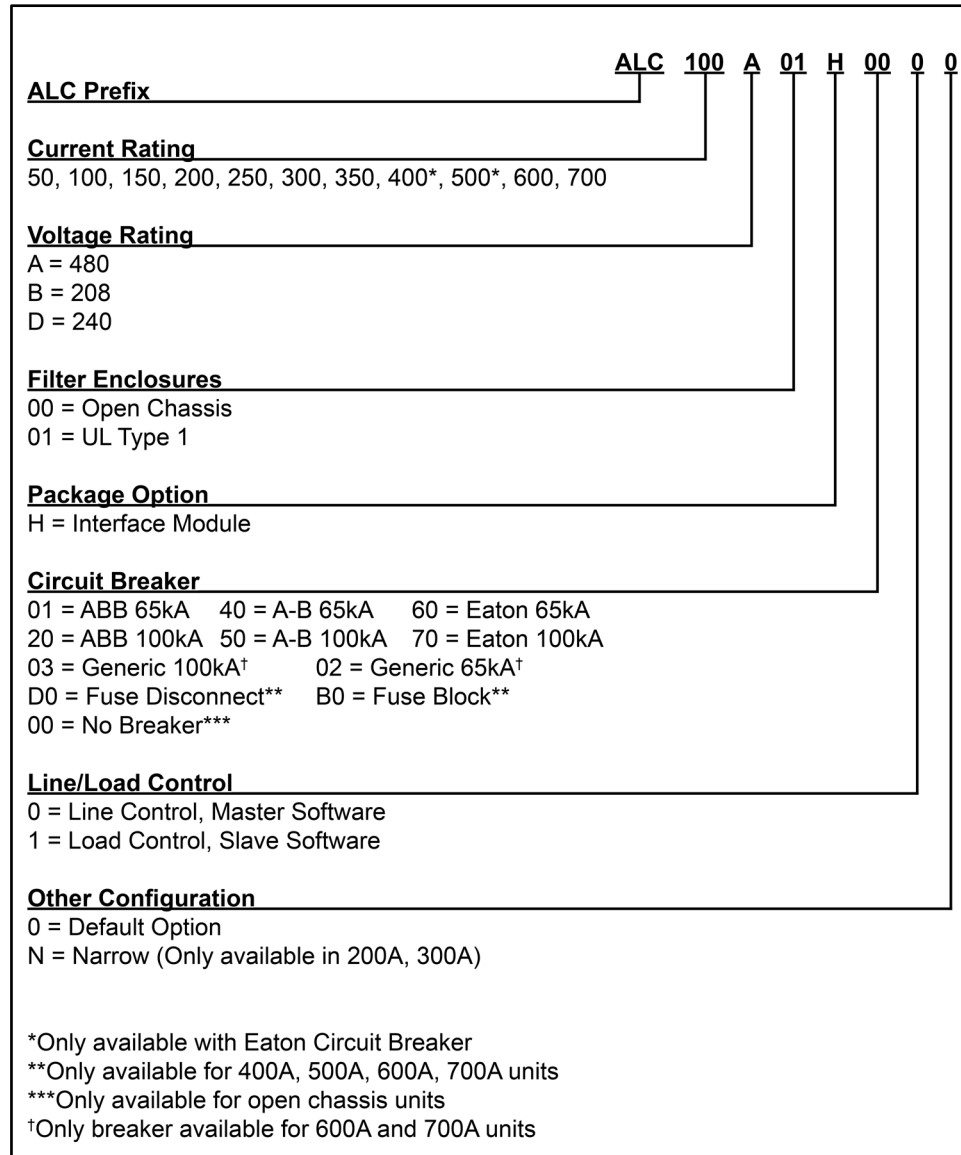 ALC 100 A 01 H 00 0 0
ALC Prefix
Current Rating
50, 100, 150, 200, 250, 300, 350, 400*, 500*, 600, 700
Voltage Rating
A = 480
B = 208
D = 240
Filter Enclosures
00 = Open Chassis
01 = UL Type 1
Package Option
H = Interface Module
Circuit Breaker
01 = ABB 65kA 40 = A-B 65kA 60 = Eaton 65kA
20 = ABB 100kA 50 = A-B 100kA 70 = Eaton 100kA
03 = Generic 100kA† 02 = Generic 65kA†
D0 = Fuse Disconnect** B0 = Fuse Block**
00 = No Breaker***
Line/Load Control
0 = Line Control, Master Software
1 = Load Control, Slave Software
Other Configuration
0 = Default Option
N = Narrow (Only available in 200A, 300A)
*Only available with Eaton Circuit Breaker
**Only available for 400A, 500A, 600A, 700A units
***Only available for open chassis units
†Only breaker available for 600A and 700A units